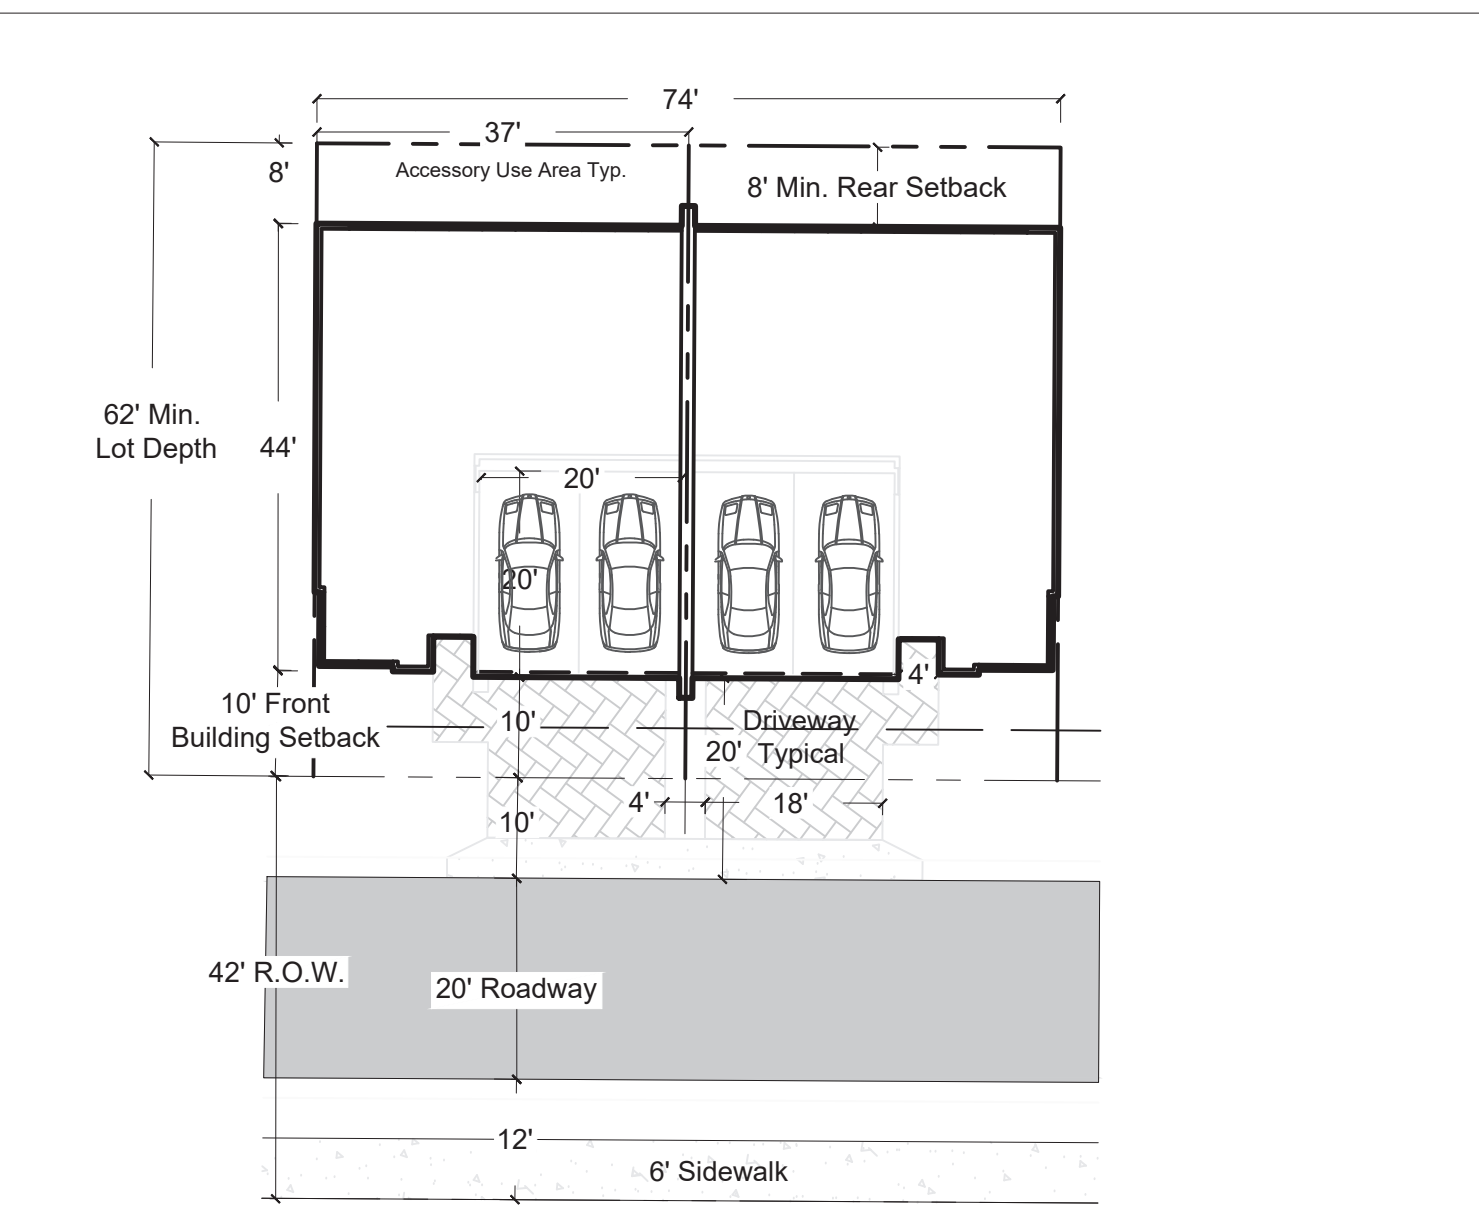 74'
37'
8'
Accessory Use Area Typ.
8' Min. Rear Setback
62' Min.
Lot Depth
44'
20'
20'
4'
10' Front
Building Setback
10'
Driveway
20'
Typical
4'
18'
10'
42' R.O.W.
20' Roadway
12'
6' Sidewalk